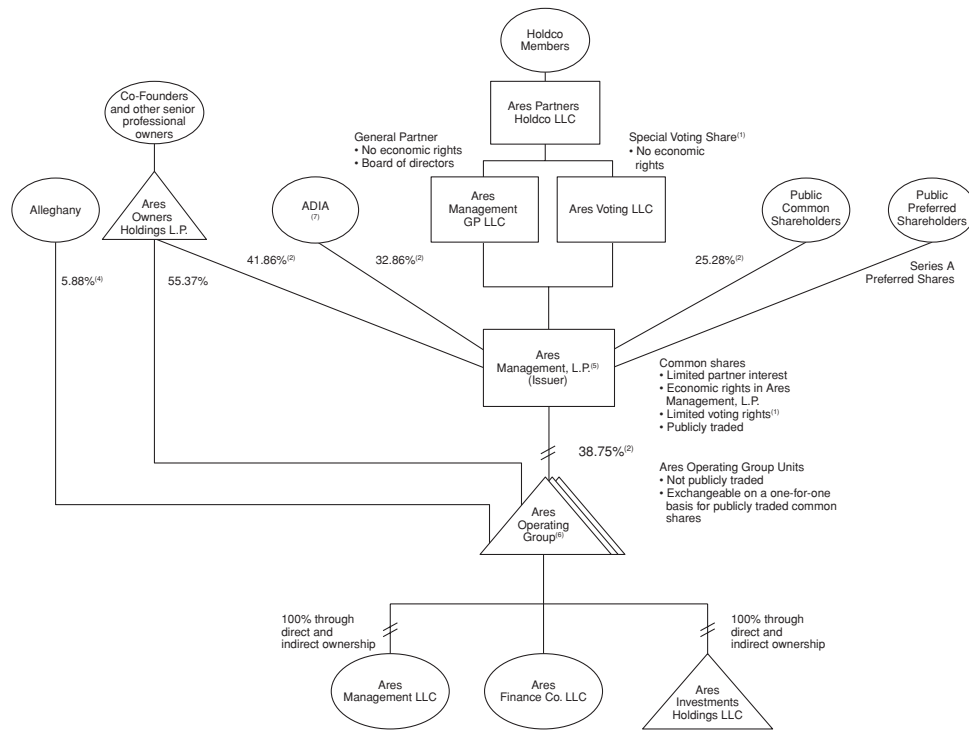 Holdco
Members
Co-Founders
and other senior
professional
owners
Ares Partners
Holdco LLC
General Partner
• No economic rights
• Board of directors
Special Voting Share(1)
• No economic
rights
Alleghany
Ares
Owners
Holdings L.P.
ADIA
(7)
Ares
Management
GP LLC
Ares Voting LLC
Public
Common
Shareholders
Public
Preferred
Shareholders
5.88%(4)
55.37%
41.86%(2)
32.86%(2)
25.28%(2)
Series A
Preferred Shares
Ares
Management, L.P.(5)
(Issuer)
Common shares
• Limited partner interest
• Economic rights in Ares
Management, L.P.
• Limited voting rights(1)
• Publicly traded
38.75%(2)
Ares Operating Group Units
• Not publicly traded
• Exchangeable on a one-for-one
basis for publicly traded common
shares
Ares
Operating
Group(6)
100% through
direct and
indirect ownership
100% through
direct and
indirect ownership
Ares
Management LLC
Ares
Finance Co. LLC
Ares
Investments
Holdings LLC